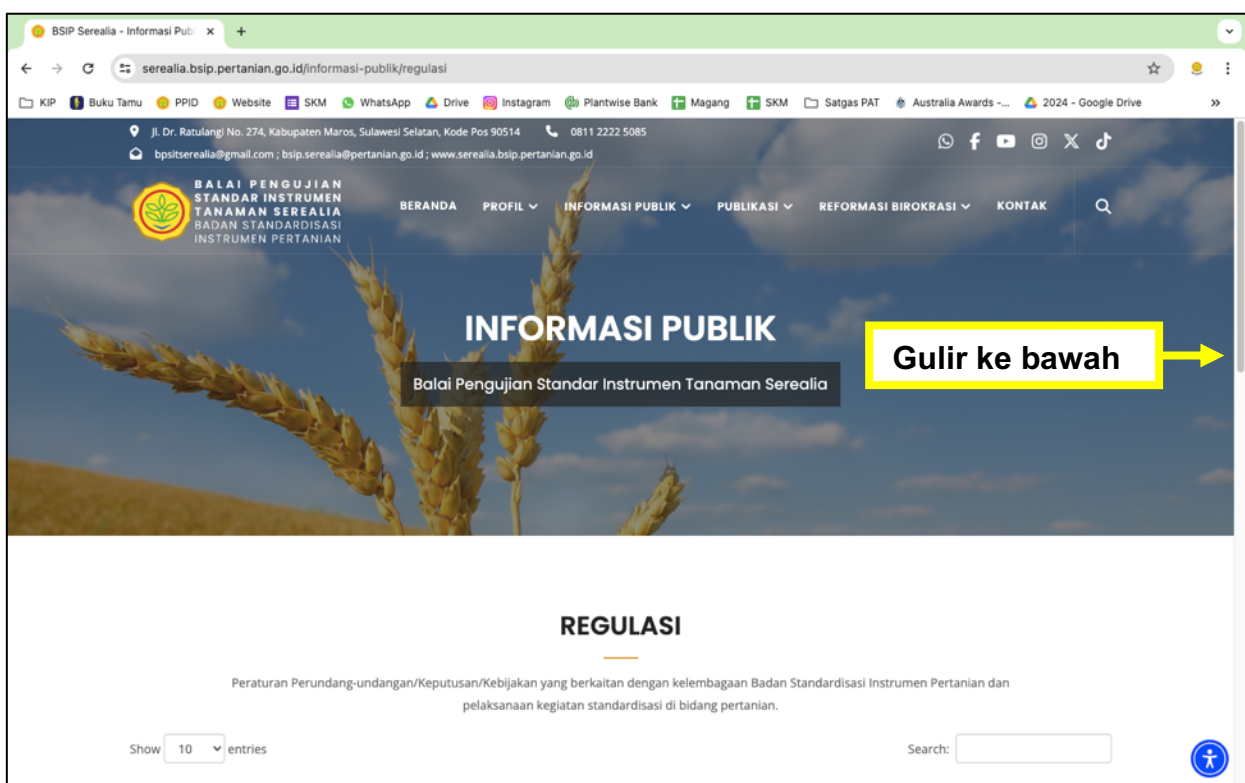 BSIP Serealia - Informasi Pub
serealia.bsip.pertanian.go.id/informasi-publik/regulasi
KIP Buku Tamu PPID Website SKM WhatsApp Drive Instagram Plantwise Bank Magang SKM Satgas PAT Australia Awards -... 2024 - Google Drive
Jl. Dr. Ratulangi No. 274, Kabupaten Maros, Sulawesi Selatan, Kode Pos 90514 0811 2222 5085
bpsitserealia@gmail.com ; bsip.serealia@pertanian.go.id ; www.serealia.bsip.pertanian.go.id
BALAI PENGUJIAN
STANDAR INSTRUMEN
TANAMAN SEREALIA
BADAN STANDARDISASI
INSTRUMEN PERTANIAN
BERANDA PROFIL INFORMASI PUBLIK PUBLIKASI REFORMASI BIROKRASI KONTAK
INFORMASI PUBLIK
Balai Pengujian Standar Instrumen Tanaman Serealia
Gulir ke bawah
REGULASI
Peraturan Perundang-undangan/Keputusan/Kebijakan yang berkaitan dengan kelembagaan Badan Standardisasi Instrumen Pertanian dan
pelaksanaan kegiatan standardisasi di bidang pertanian.
Show 10 entries Search: